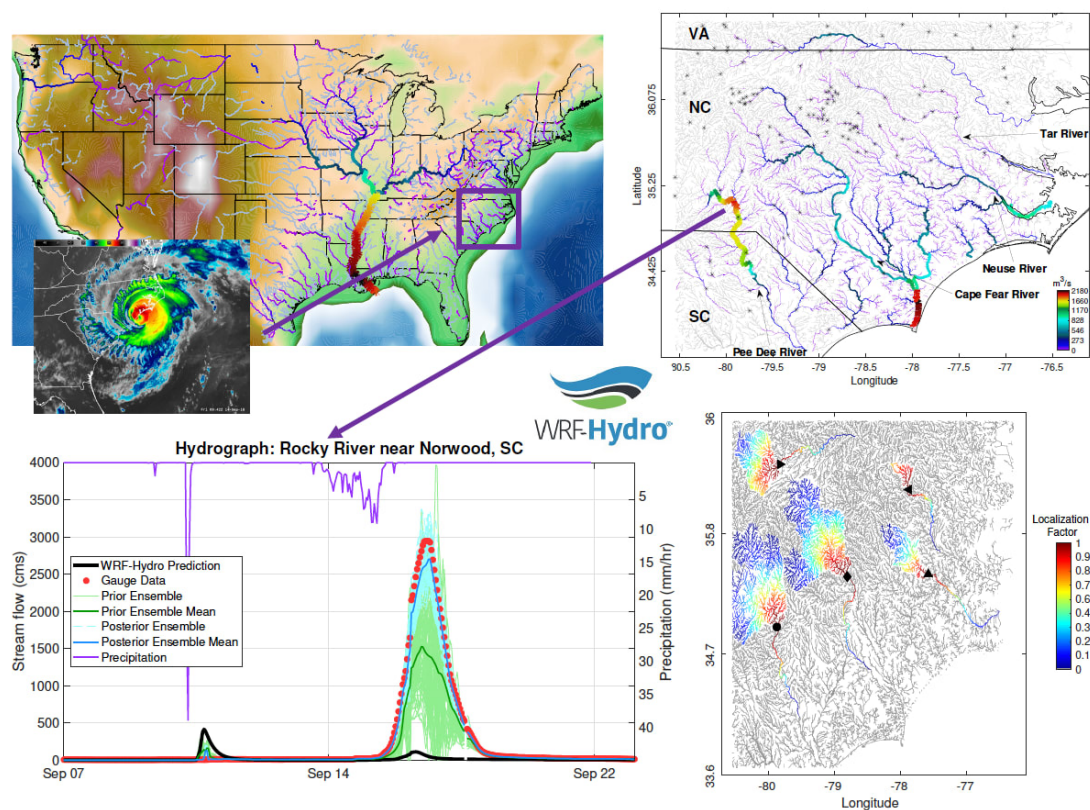 VA
NC
SC
Tar River
Neuse River
Cape Fear River
Pee Dee River
Latitude
36.075
35.525
34.425
m³/s
2180
1660
1170
828
546
273
0
80.5
-80
-79
-78.5
-78
-77.5
-77
-76.5
Longitude
WRF-Hydro®
Hydrograph: Rocky River near Norwood, SC
Stream flow (cms)
4000
3500
3000
2500
2000
1500
1000
500
0
WRF-Hydro Prediction
Gauge Data
Prior Ensemble
Prior Ensemble Mean
Posterior Ensemble
Posterior Ensemble Mean
Precipitation
Precipitation (mm/hr)
5
10
15
20
25
30
35
40
Sep 07
Sep 14
Sep 22
36
35.8
34.7
33.6
-80
-79
-78
-77
Longitude
Localization
Factor
1
0.9
0.8
0.7
0.6
0.5
0.4
0.3
0.2
0.1
0